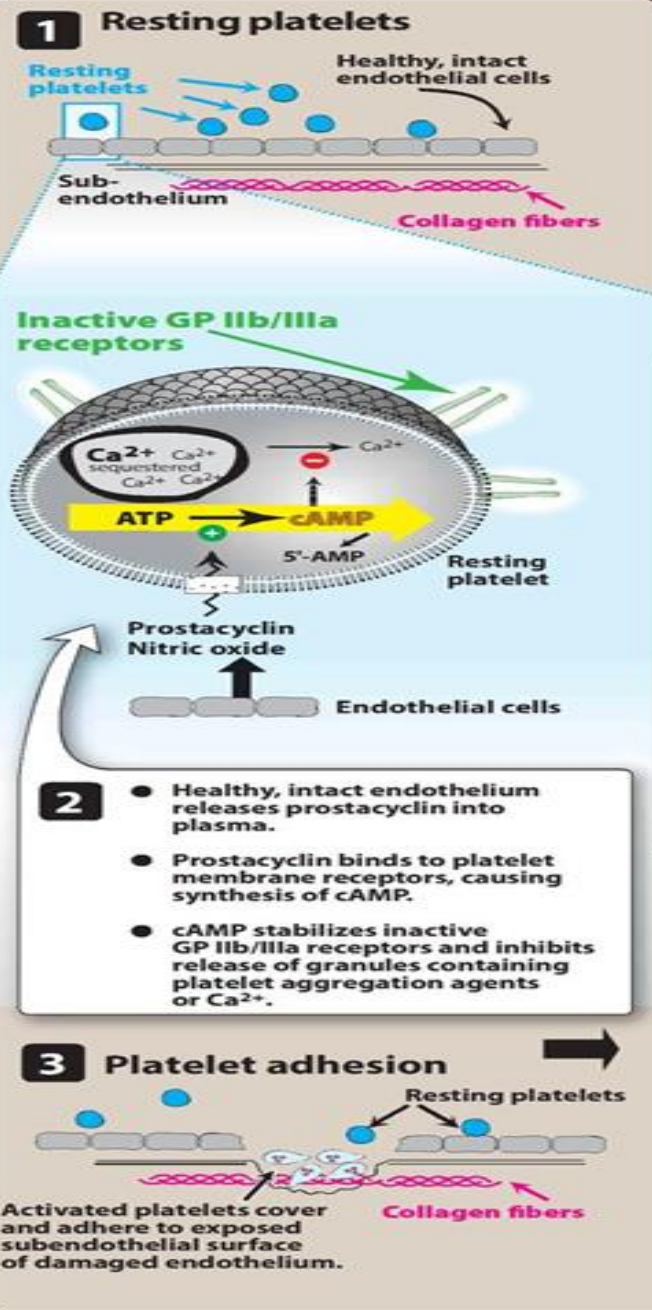 1 Resting platelets
Resting
platelets
Healthy, intact
endothelial cells
Sub-
endothelium
Collagen fibers
Inactive GP IIb/IIIa
receptors
Ca2+ Ca2+
sequestered
Ca2+ Ca2+
Ca2+
ATP
cAMP
5'-AMP
Resting
platelet
Prostacyclin
Nitric oxide
Endothelial cells
2
● Healthy, intact endothelium
releases prostacyclin into
plasma.
● Prostacyclin binds to platelet
membrane receptors, causing
synthesis of cAMP.
● cAMP stabilizes inactive
GP IIb/IIIa receptors and inhibits
release of granules containing
platelet aggregation agents
or Ca2+.
3 Platelet adhesion
Resting platelets
Activated platelets cover
and adhere to exposed
subendothelial surface
of damaged endothelium.
Collagen fibers